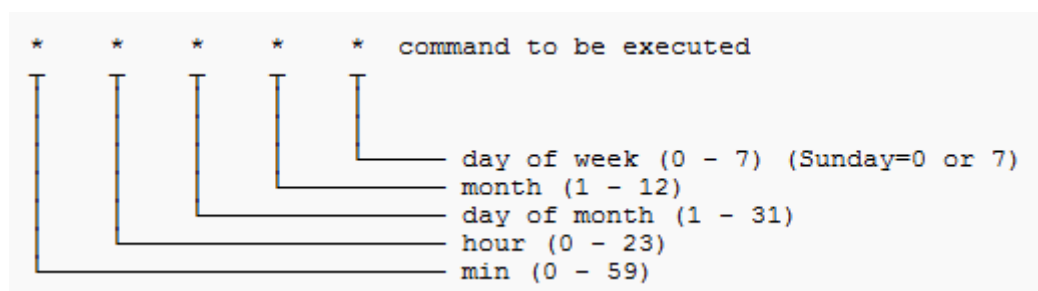 * * * * * command to be executed
day of week (0 - 7) (Sunday=0 or 7)
month (1 - 12)
day of month (1 - 31)
hour (0 - 23)
min (0 - 59)